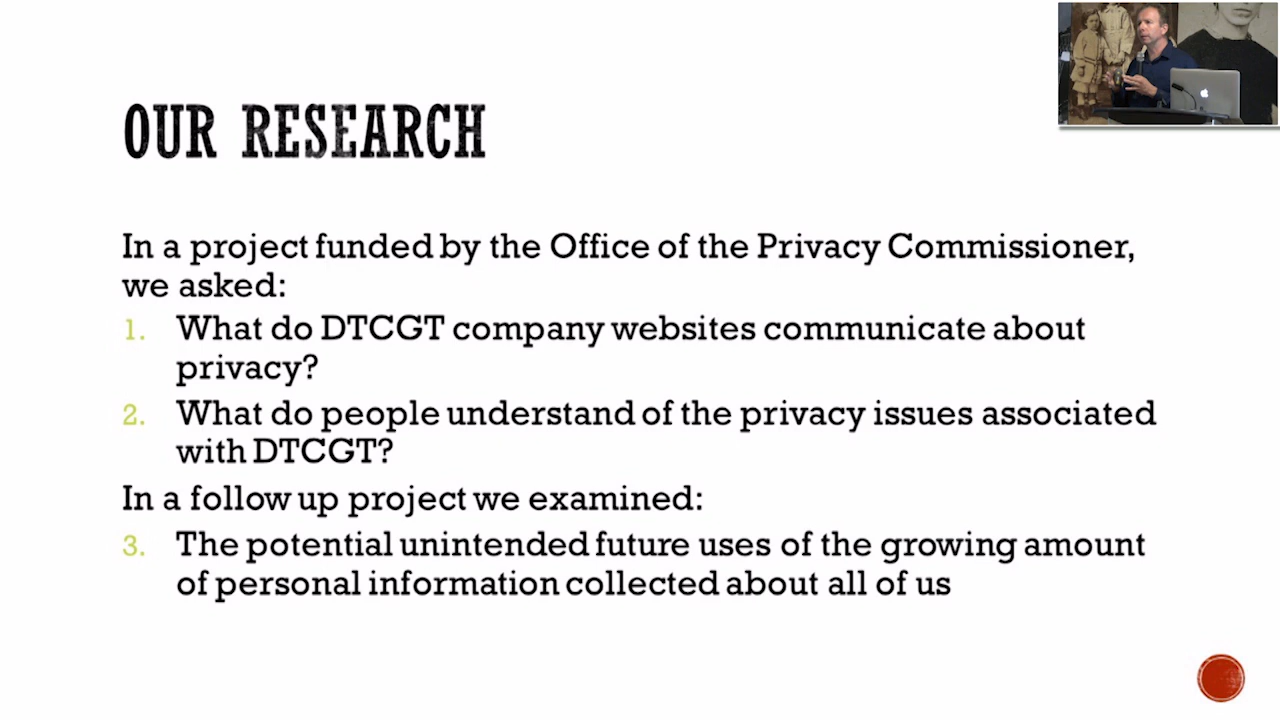 OUR RESEARCH
In a project funded by the Office of the Privacy Commissioner,
we asked:
1. What do DTCGT company websites communicate about
privacy?
2. What do people understand of the privacy issues associated
with DTCGT?
In a follow up project we examined:
3. The potential unintended future uses of the growing amount
of personal information collected about all of us